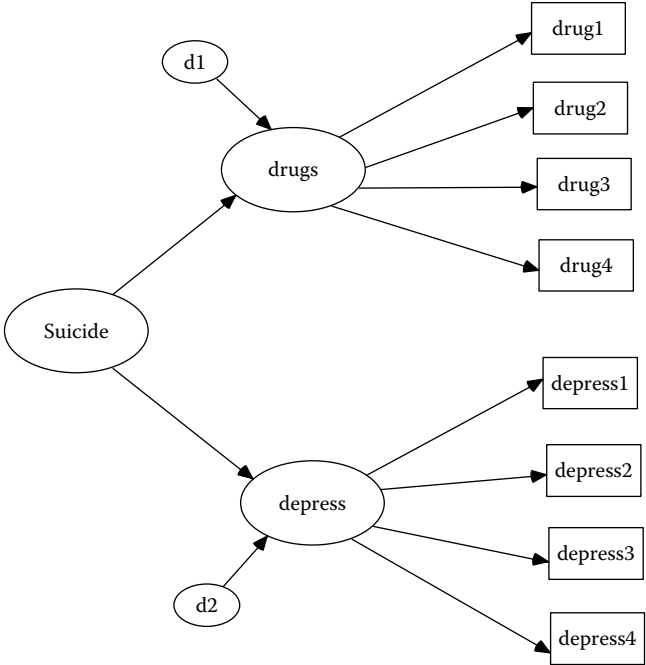 drug1
d1
drug2
drugs
drug3
drug4
Suicide
depress1
depress2
depress
depress3
d2
depress4